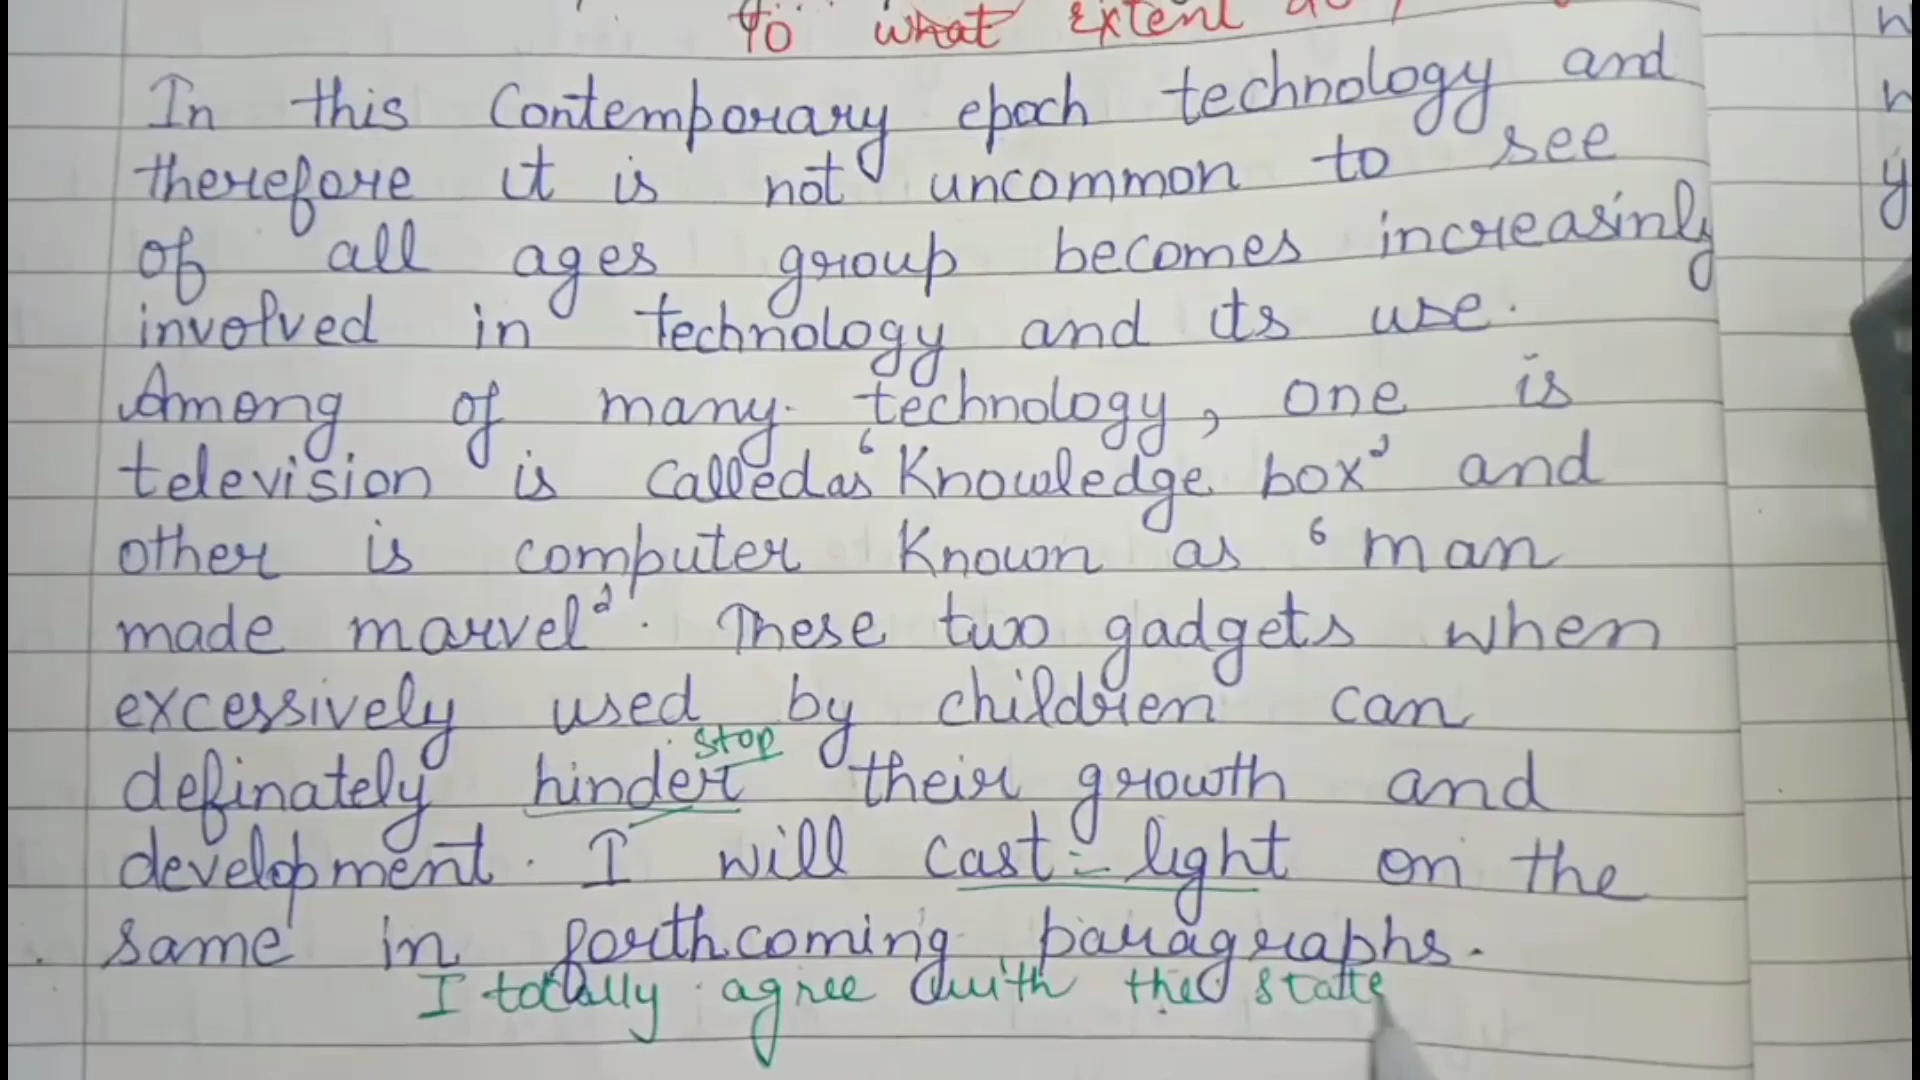 to what extent do
In this Contemporary epoch technology and
therefore it is not uncommon to see
of all ages group becomes increasinly
involved in technology and its use.
Among of many technology, one is
television is called as 'Knowledge box' and
other is computer Known as 'man
made marvel'. These two gadgets when
excessively used by children can
stop
definately hinder their growth and
development. I will cast-light on the
same in forthcoming paragraphs.
I totally agree with the state